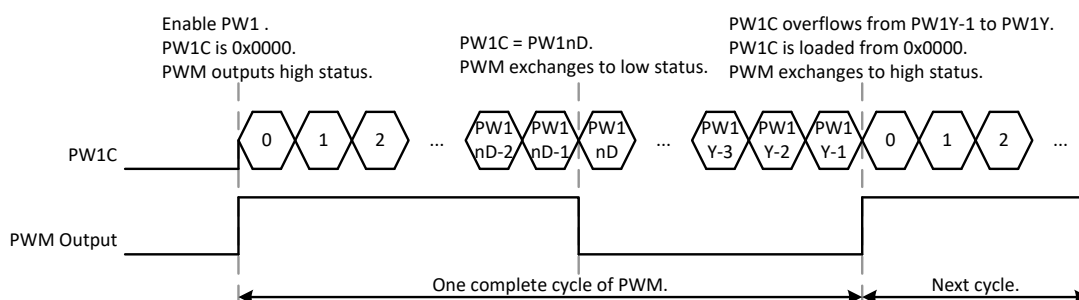 Enable PW1 .
PW1C is 0x0000.
PWM outputs high status.
PW1C = PW1nD.
PWM exchanges to low status.
PW1C overflows from PW1Y-1 to PW1Y.
PW1C is loaded from 0x0000.
PWM exchanges to high status.
PW1C
0
1
2
...
PW1
nD-2
PW1
nD-1
PW1
nD
...
PW1
Y-3
PW1
Y-2
PW1
Y-1
0
1
2
...
PWM Output
One complete cycle of PWM.
Next cycle.